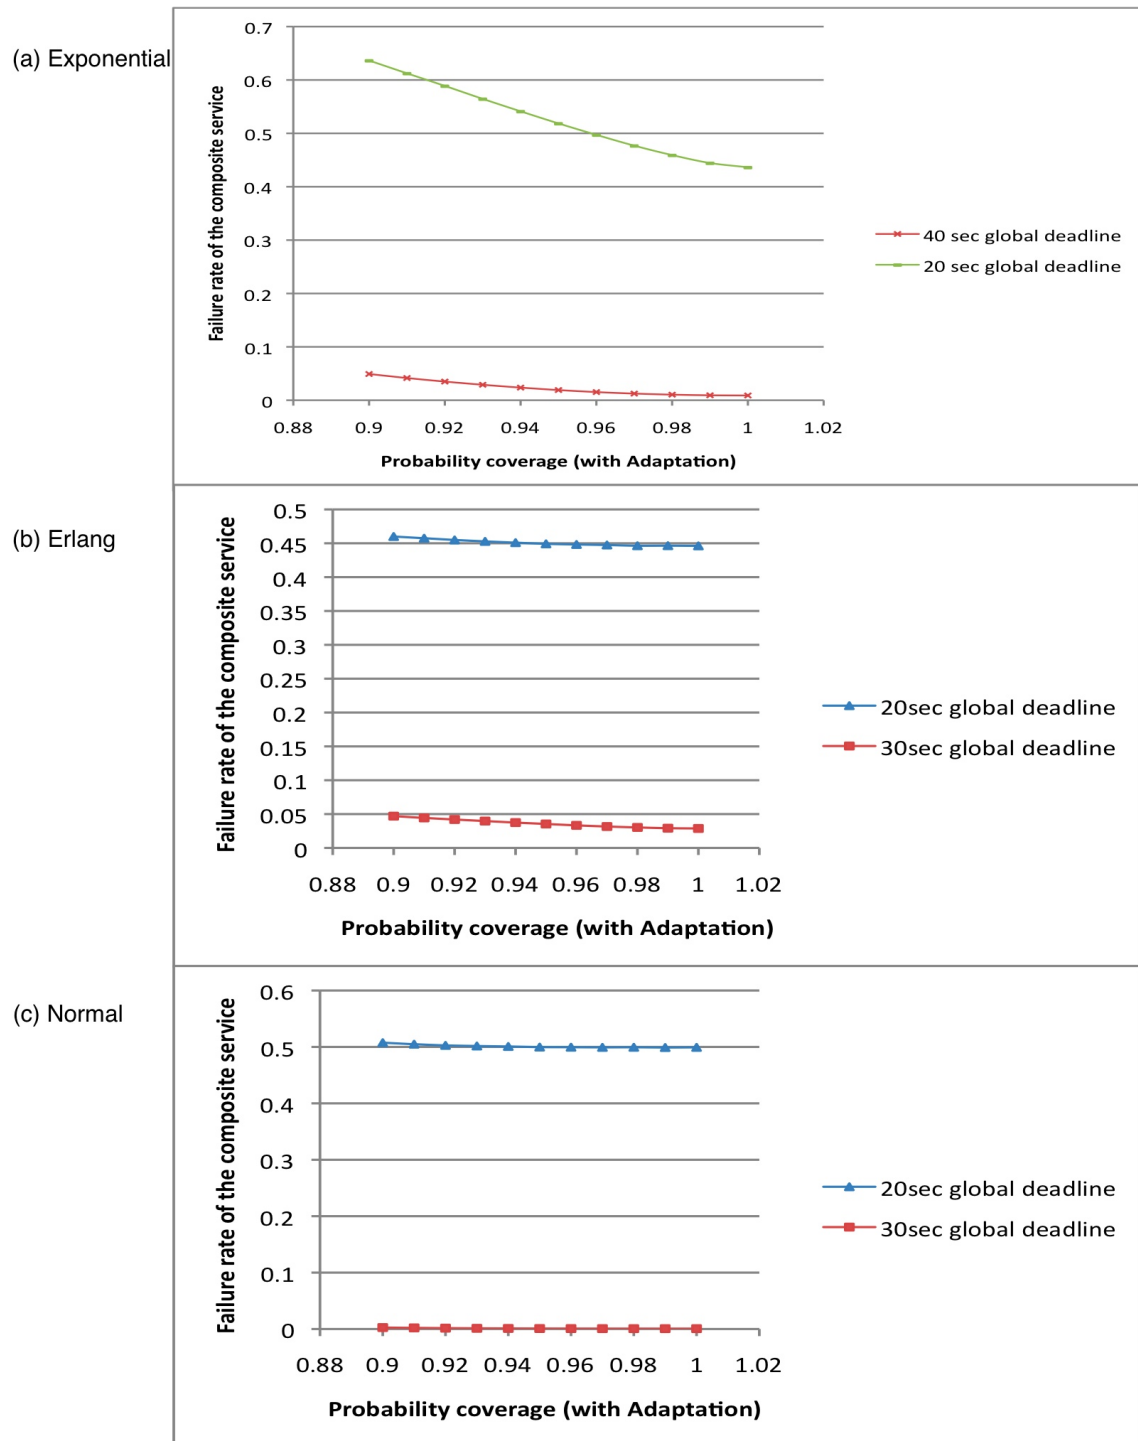 (a) Exponential
Failure rate of the composite service
0.7
0.6
0.5
0.4
0.3
0.2
0.1
0
0.88 0.9 0.92 0.94 0.96 0.98 1 1.02
Probability coverage (with Adaptation)
40 sec global deadline
20 sec global deadline
(b) Erlang
Failure rate of the composite service
0.5
0.45
0.4
0.35
0.3
0.25
0.2
0.15
0.1
0.05
0
0.88 0.9 0.92 0.94 0.96 0.98 1 1.02
Probability coverage (with Adaptation)
20sec global deadline
30sec global deadline
(c) Normal
Failure rate of the composite service
0.6
0.5
0.4
0.3
0.2
0.1
0
0.88 0.9 0.92 0.94 0.96 0.98 1 1.02
Probability coverage (with Adaptation)
20sec global deadline
30sec global deadline